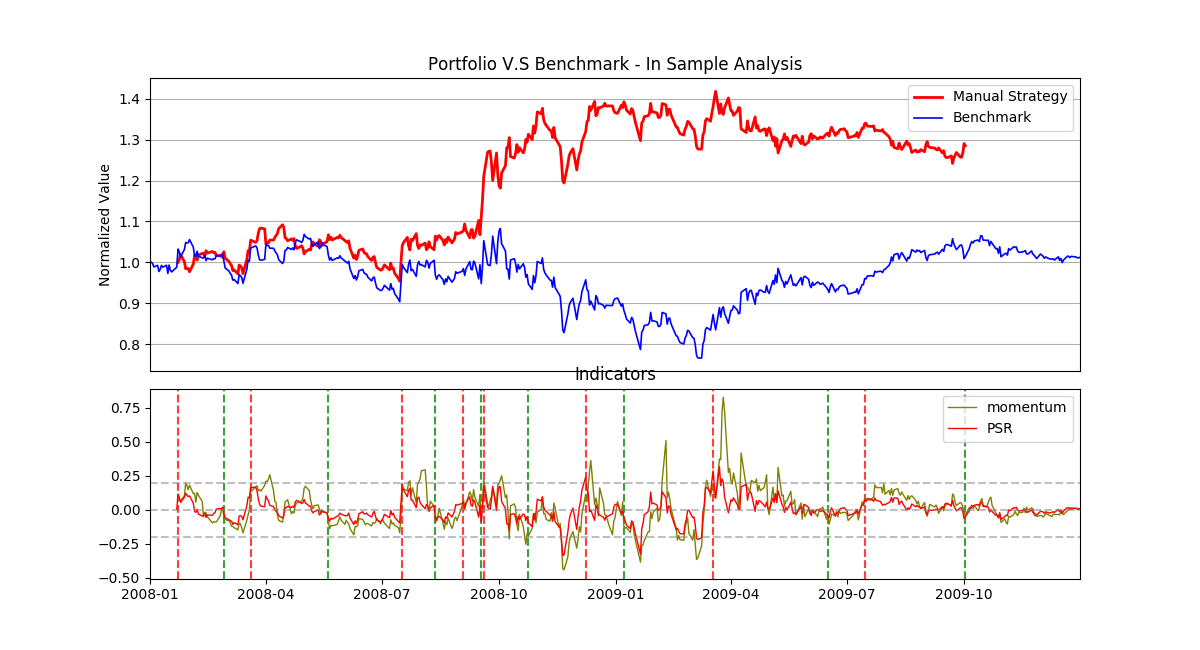 Portfolio V.S Benchmark - In Sample Analysis
Normalized Value
1.4
1.3
1.2
1.1
1.0
0.9
0.8
Manual Strategy
Benchmark
Indicators
0.75
0.50
0.25
0.00
−0.25
−0.50
momentum
PSR
2008-01 2008-04 2008-07 2008-10 2009-01 2009-04 2009-07 2009-10